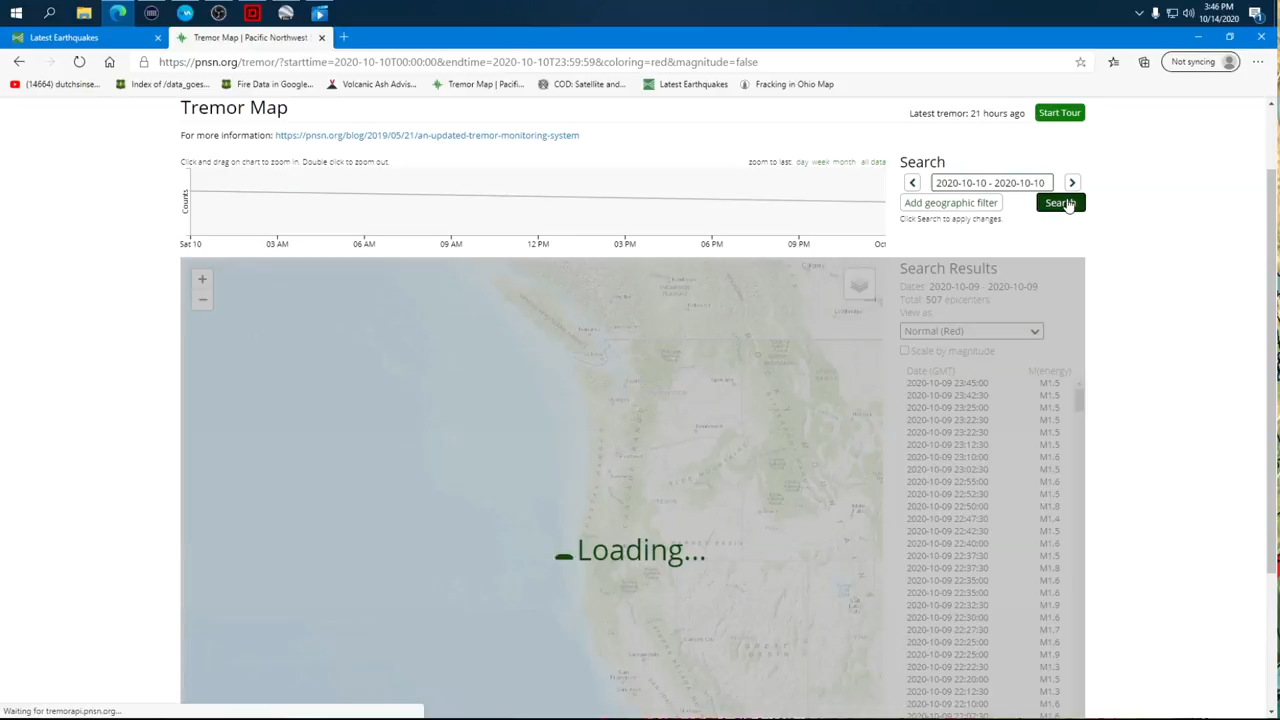 3:46 PM
10/14/2020
Latest Earthquakes
Tremor Map | Pacific Northwest
https://pnsn.org/tremor/?starttime=2020-10-10T00:00:00&endtime=2020-10-10T23:59:59&coloring=red&magnitude=false
Not syncing
(14664) dutchsinse...
Index of /data_goes...
Fire Data in Google...
Volcanic Ash Advis...
Tremor Map | Pacifi...
COD: Satellite and...
Latest Earthquakes
Fracking in Ohio Map
Tremor Map
Latest tremor: 21 hours ago
Start Tour
For more information: https://pnsn.org/blog/2019/05/21/an-updated-tremor-monitoring-system
Click and drag on chart to zoom in. Double click to zoom out.
zoom to last: day week month all data
Search
2020-10-10 - 2020-10-10
Add geographic filter
Search
Click Search to apply changes.
Counts
Sat 10
03 AM
06 AM
09 AM
12 PM
03 PM
06 PM
09 PM
Oct
+
−
Loading...
Search Results
Dates: 2020-10-09 - 2020-10-09
Total: 507 epicenters
View as
Normal (Red)
Scale by magnitude
Date (GMT) M(energy)
2020-10-09 23:45:00 M1.5
2020-10-09 23:42:30 M1.5
2020-10-09 23:25:00 M1.5
2020-10-09 23:22:30 M1.5
2020-10-09 23:22:30 M1.5
2020-10-09 23:12:30 M1.5
2020-10-09 23:10:00 M1.6
2020-10-09 23:02:30 M1.5
2020-10-09 22:55:00 M1.6
2020-10-09 22:52:30 M1.5
2020-10-09 22:50:00 M1.8
2020-10-09 22:47:30 M1.4
2020-10-09 22:42:30 M1.5
2020-10-09 22:40:00 M1.6
2020-10-09 22:37:30 M1.5
2020-10-09 22:37:30 M1.8
2020-10-09 22:35:00 M1.6
2020-10-09 22:35:00 M1.6
2020-10-09 22:32:30 M1.9
2020-10-09 22:30:00 M1.6
2020-10-09 22:27:30 M1.7
2020-10-09 22:25:00 M1.6
2020-10-09 22:25:00 M1.9
2020-10-09 22:22:30 M1.3
2020-10-09 22:20:00 M1.5
2020-10-09 22:12:30 M1.3
2020-10-09 22:10:00 M1.6
2020-10-09 22:07:30 M1.6
Waiting for tremorapi.pnsn.org...